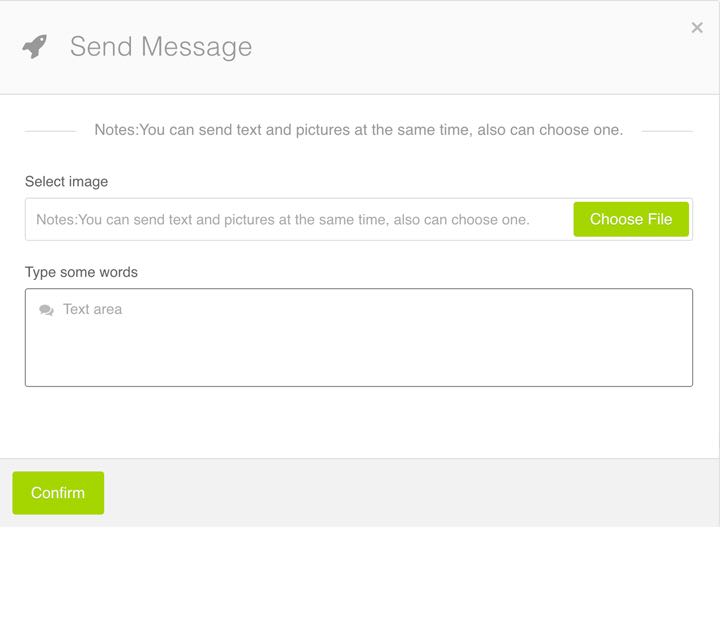 Send Message
×
Notes:You can send text and pictures at the same time, also can choose one.
Select image
Notes:You can send text and pictures at the same time, also can choose one.
Choose File
Type some words
Text area
Confirm